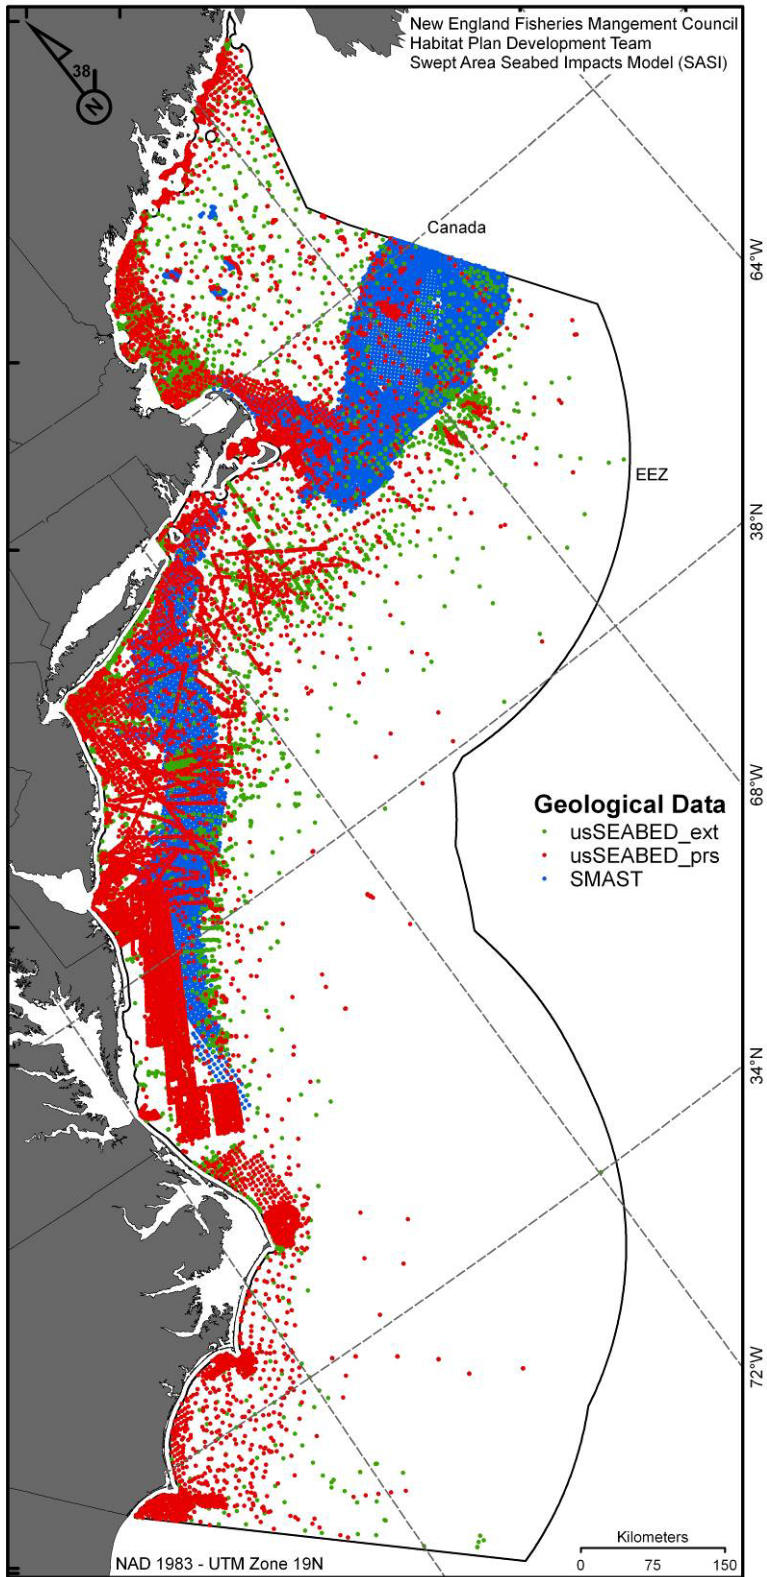 New England Fisheries Mangement Council
Habitat Plan Development Team
Swept Area Seabed Impacts Model (SASI)
38
N
Canada
64°W
EEZ
38°N
68°W
Geological Data
usSEABED_ext
usSEABED_prs
SMAST
34°N
72°W
Kilometers
0 75 150
NAD 1983 - UTM Zone 19N